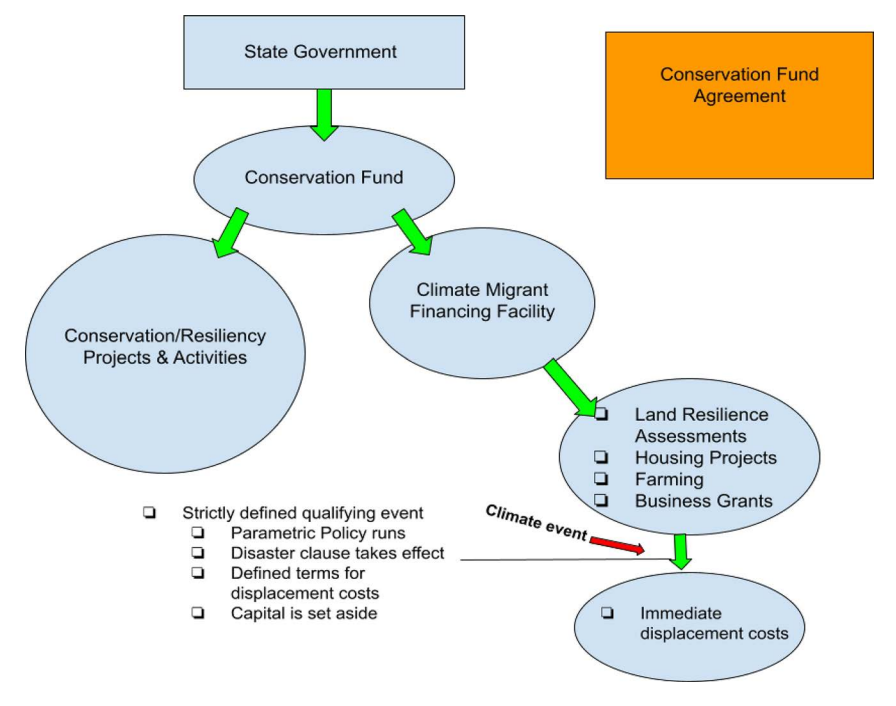 State Government
Conservation Fund
Agreement
Conservation Fund
Climate Migrant
Financing Facility
Conservation/Resiliency
Projects & Activities
❏ Land Resilience
Assessments
❏ Housing Projects
❏ Farming
❏ Business Grants
❏ Strictly defined qualifying event
❏ Parametric Policy runs
❏ Disaster clause takes effect
❏ Defined terms for
displacement costs
❏ Capital is set aside
Climate event
❏ Immediate
displacement costs